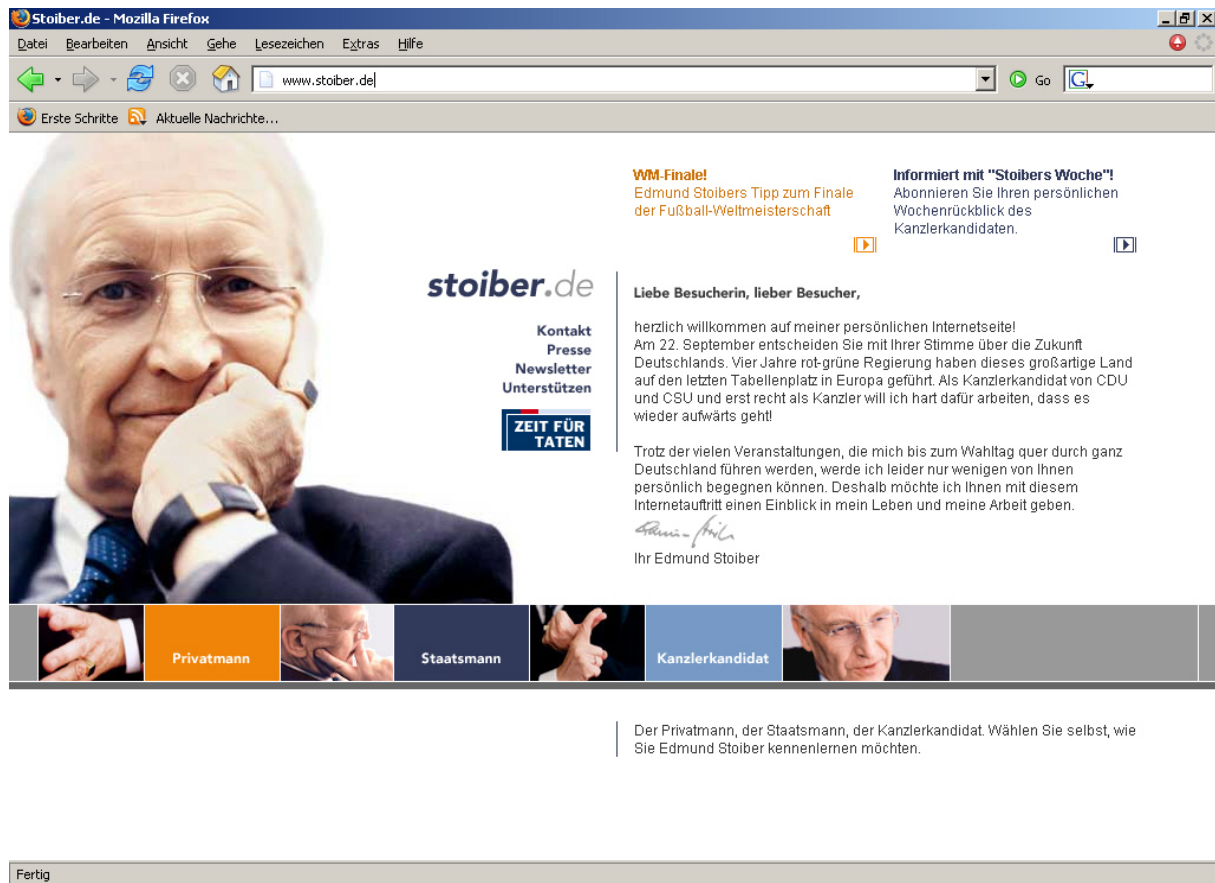 Stoiber.de - Mozilla Firefox
Datei Bearbeiten Ansicht Gehe Lesezeichen Extras Hilfe
www.stoiber.de
Go
G
Erste Schritte Aktuelle Nachrichte...
WM-Finale!
Edmund Stoibers Tipp zum Finale
der Fußball-Weltmeisterschaft
Informiert mit "Stoibers Woche"!
Abonnieren Sie Ihren persönlichen
Wochenrückblick des
Kanzlerkandidaten.
stoiber.de
Kontakt
Presse
Newsletter
Unterstützen
ZEIT FÜR
TATEN
Liebe Besucherin, lieber Besucher,
herzlich willkommen auf meiner persönlichen Internetseite!
Am 22. September entscheiden Sie mit Ihrer Stimme über die Zukunft
Deutschlands. Vier Jahre rot-grüne Regierung haben dieses großartige Land
auf den letzten Tabellenplatz in Europa geführt. Als Kanzlerkandidat von CDU
und CSU und erst recht als Kanzler will ich hart dafür arbeiten, dass es
wieder aufwärts geht!
Trotz der vielen Veranstaltungen, die mich bis zum Wahltag quer durch ganz
Deutschland führen werden, werde ich leider nur wenigen von Ihnen
persönlich begegnen können. Deshalb möchte ich Ihnen mit diesem
Internetauftritt einen Einblick in mein Leben und meine Arbeit geben.
Ihr Edmund Stoiber
Privatmann
Staatsmann
Kanzlerkandidat
Der Privatmann, der Staatsmann, der Kanzlerkandidat. Wählen Sie selbst, wie
Sie Edmund Stoiber kennenlernen möchten.
Fertig